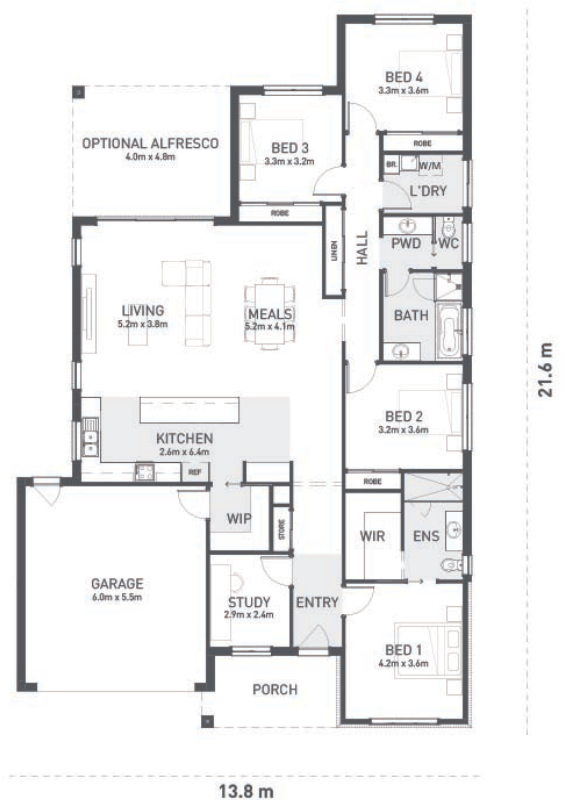 BED 4
3.3m x 3.6m
OPTIONAL ALFRESCO
4.0m x 4.8m
BED 3
3.3m x 3.2m
ROBE
BR.
W/M
L'DRY
ROBE
LINEN
HALL
PWD
WC
LIVING
5.2m x 3.8m
MEALS
5.2m x 4.1m
BATH
21.6 m
KITCHEN
2.6m x 6.4m
BED 2
3.2m x 3.6m
REF
ROBE
WIP
STORE
WIR
ENS
GARAGE
6.0m x 5.5m
STUDY
2.9m x 2.4m
ENTRY
BED 1
4.2m x 3.6m
PORCH
13.8 m